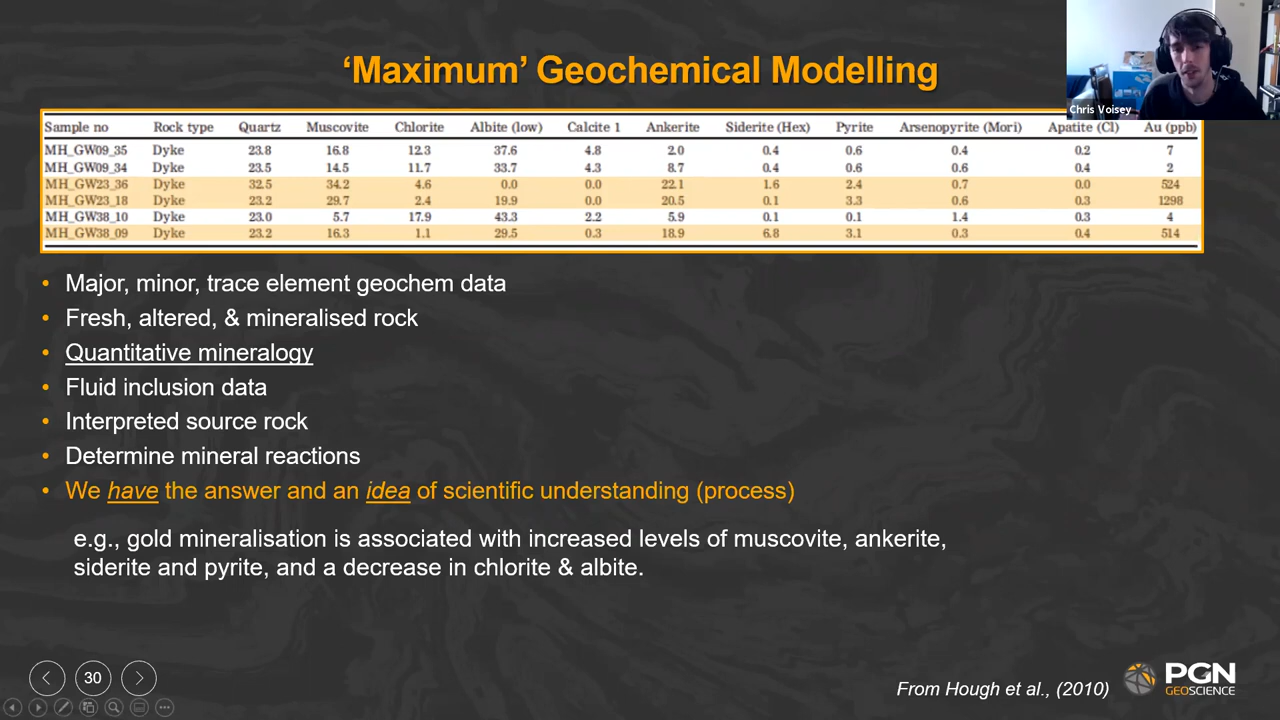 ‘Maximum’ Geochemical Modelling
Chris Voisey
Sample no Rock type Quartz Muscovite Chlorite Albite (low) Calcite 1 Ankerite Siderite (Hex) Pyrite Arsenopyrite (Mori) Apatite (Cl) Au (ppb)
MH_GW09_35 Dyke 23.8 16.8 12.3 37.6 4.8 2.0 0.4 0.6 0.4 0.2 7
MH_GW09_34 Dyke 23.5 14.5 11.7 33.7 4.3 8.7 0.4 0.6 0.6 0.4 2
MH_GW23_36 Dyke 32.5 34.2 4.6 0.0 0.0 22.1 1.6 2.4 0.7 0.0 524
MH_GW23_18 Dyke 23.2 29.7 2.4 19.9 0.0 20.5 0.1 3.3 0.6 0.3 1298
MH_GW38_10 Dyke 23.0 5.7 17.9 43.3 2.2 5.9 0.1 0.1 1.4 0.3 4
MH_GW38_09 Dyke 23.2 16.3 1.1 29.5 0.3 18.9 6.8 3.1 0.3 0.4 514
• Major, minor, trace element geochem data
• Fresh, altered, & mineralised rock
• Quantitative mineralogy
• Fluid inclusion data
• Interpreted source rock
• Determine mineral reactions
• We have the answer and an idea of scientific understanding (process)
e.g., gold mineralisation is associated with increased levels of muscovite, ankerite,
siderite and pyrite, and a decrease in chlorite & albite.
30
From Hough et al., (2010)
PGN
GEOSCIENCE